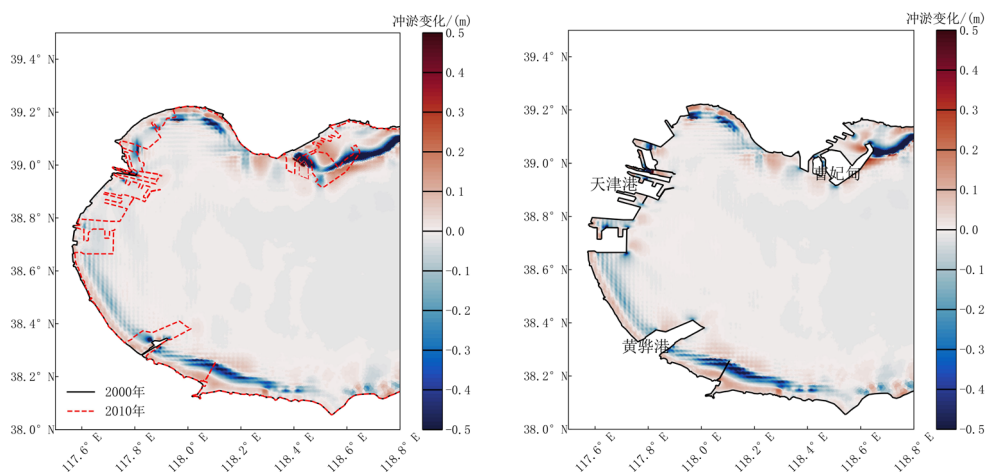 冲淤变化/(m)
0.5
0.4
0.3
0.2
0.1
0.0
-0.1
-0.2
-0.3
-0.4
-0.5
39.4° N
39.2° N
39.0° N
38.8° N
38.6° N
38.4° N
38.2° N
38.0° N
117.6° E
117.8° E
118.0° E
118.2° E
118.4° E
118.6° E
118.8° E
2000年
2010年
冲淤变化/(m)
0.5
0.4
0.3
0.2
0.1
0.0
-0.1
-0.2
-0.3
-0.4
-0.5
39.4° N
39.2° N
39.0° N
38.8° N
38.6° N
38.4° N
38.2° N
38.0° N
117.6° E
117.8° E
118.0° E
118.2° E
118.4° E
118.6° E
118.8° E
曹妃甸
天津港
黄骅港